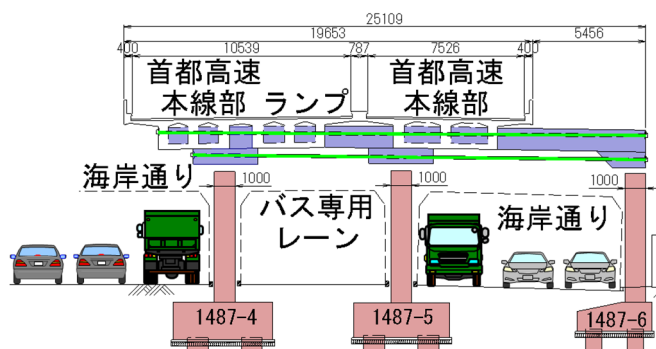 25109
19653 5456
400 10539 787 7526 400
首都高速 首都高速
本線部 ランプ 本線部
海岸通り 1000 1000 1000
バス専用 海岸通り
レーン
1487-4 1487-5 1487-6